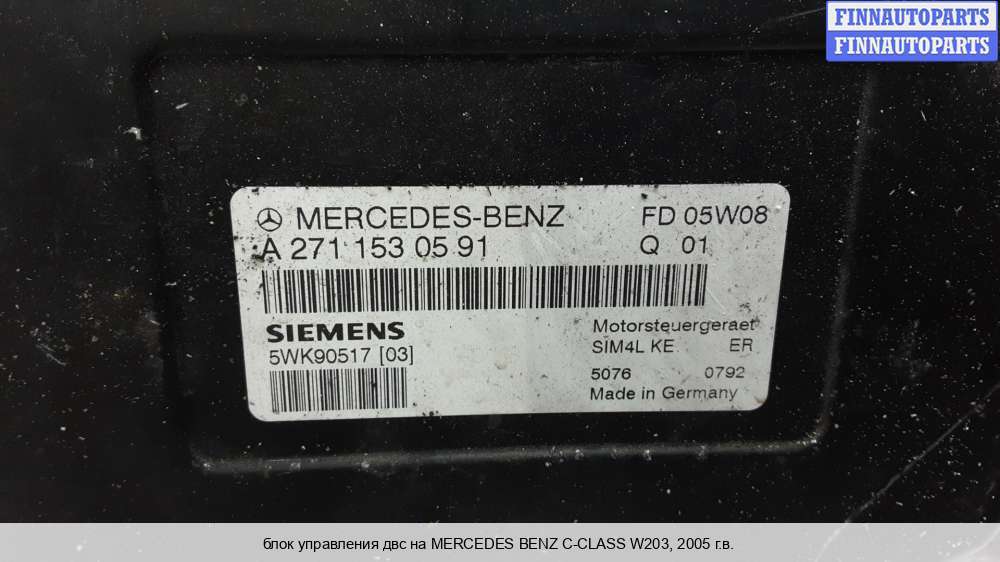 FINNAUTOPARTS
FINNAUTOPARTS
MERCEDES-BENZ FD 05W08
A 271 153 05 91 Q 01
SIEMENS Motorsteuergeraet
5WK90517 [03] SIM4L KE ER
5076 0792
Made in Germany
блок управления двс на MERCEDES BENZ C-CLASS W203, 2005 г.в.